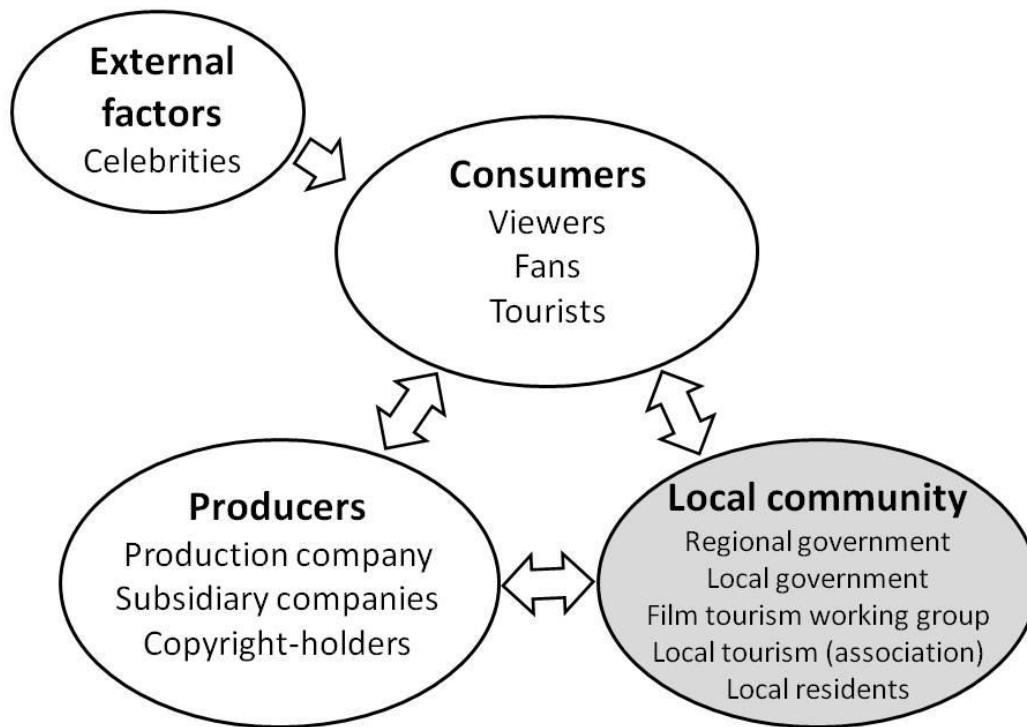 External
factors
Celebrities
Consumers
Viewers
Fans
Tourists
Producers
Production company
Subsidiary companies
Copyright-holders
Local community
Regional government
Local government
Film tourism working group
Local tourism (association)
Local residents